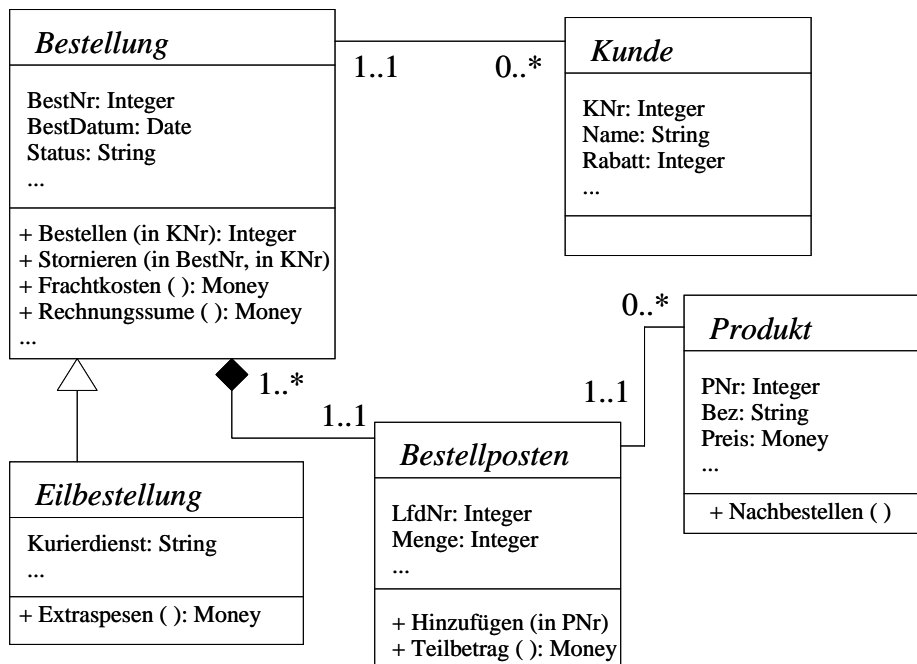 Bestellung
BestNr: Integer
BestDatum: Date
Status: String
...
+ Bestellen (in KNr): Integer
+ Stornieren (in BestNr, in KNr)
+ Frachtkosten ( ): Money
+ Rechnungssume ( ): Money
...
1..1
0..*
Kunde
KNr: Integer
Name: String
Rabatt: Integer
...
1..*
1..1
0..*
1..1
Produkt
PNr: Integer
Bez: String
Preis: Money
...
+ Nachbestellen ( )
Eilbestellung
Kurierdienst: String
...
+ Extraspesen ( ): Money
Bestellposten
LfdNr: Integer
Menge: Integer
...
+ Hinzufügen (in PNr)
+ Teilbetrag ( ): Money